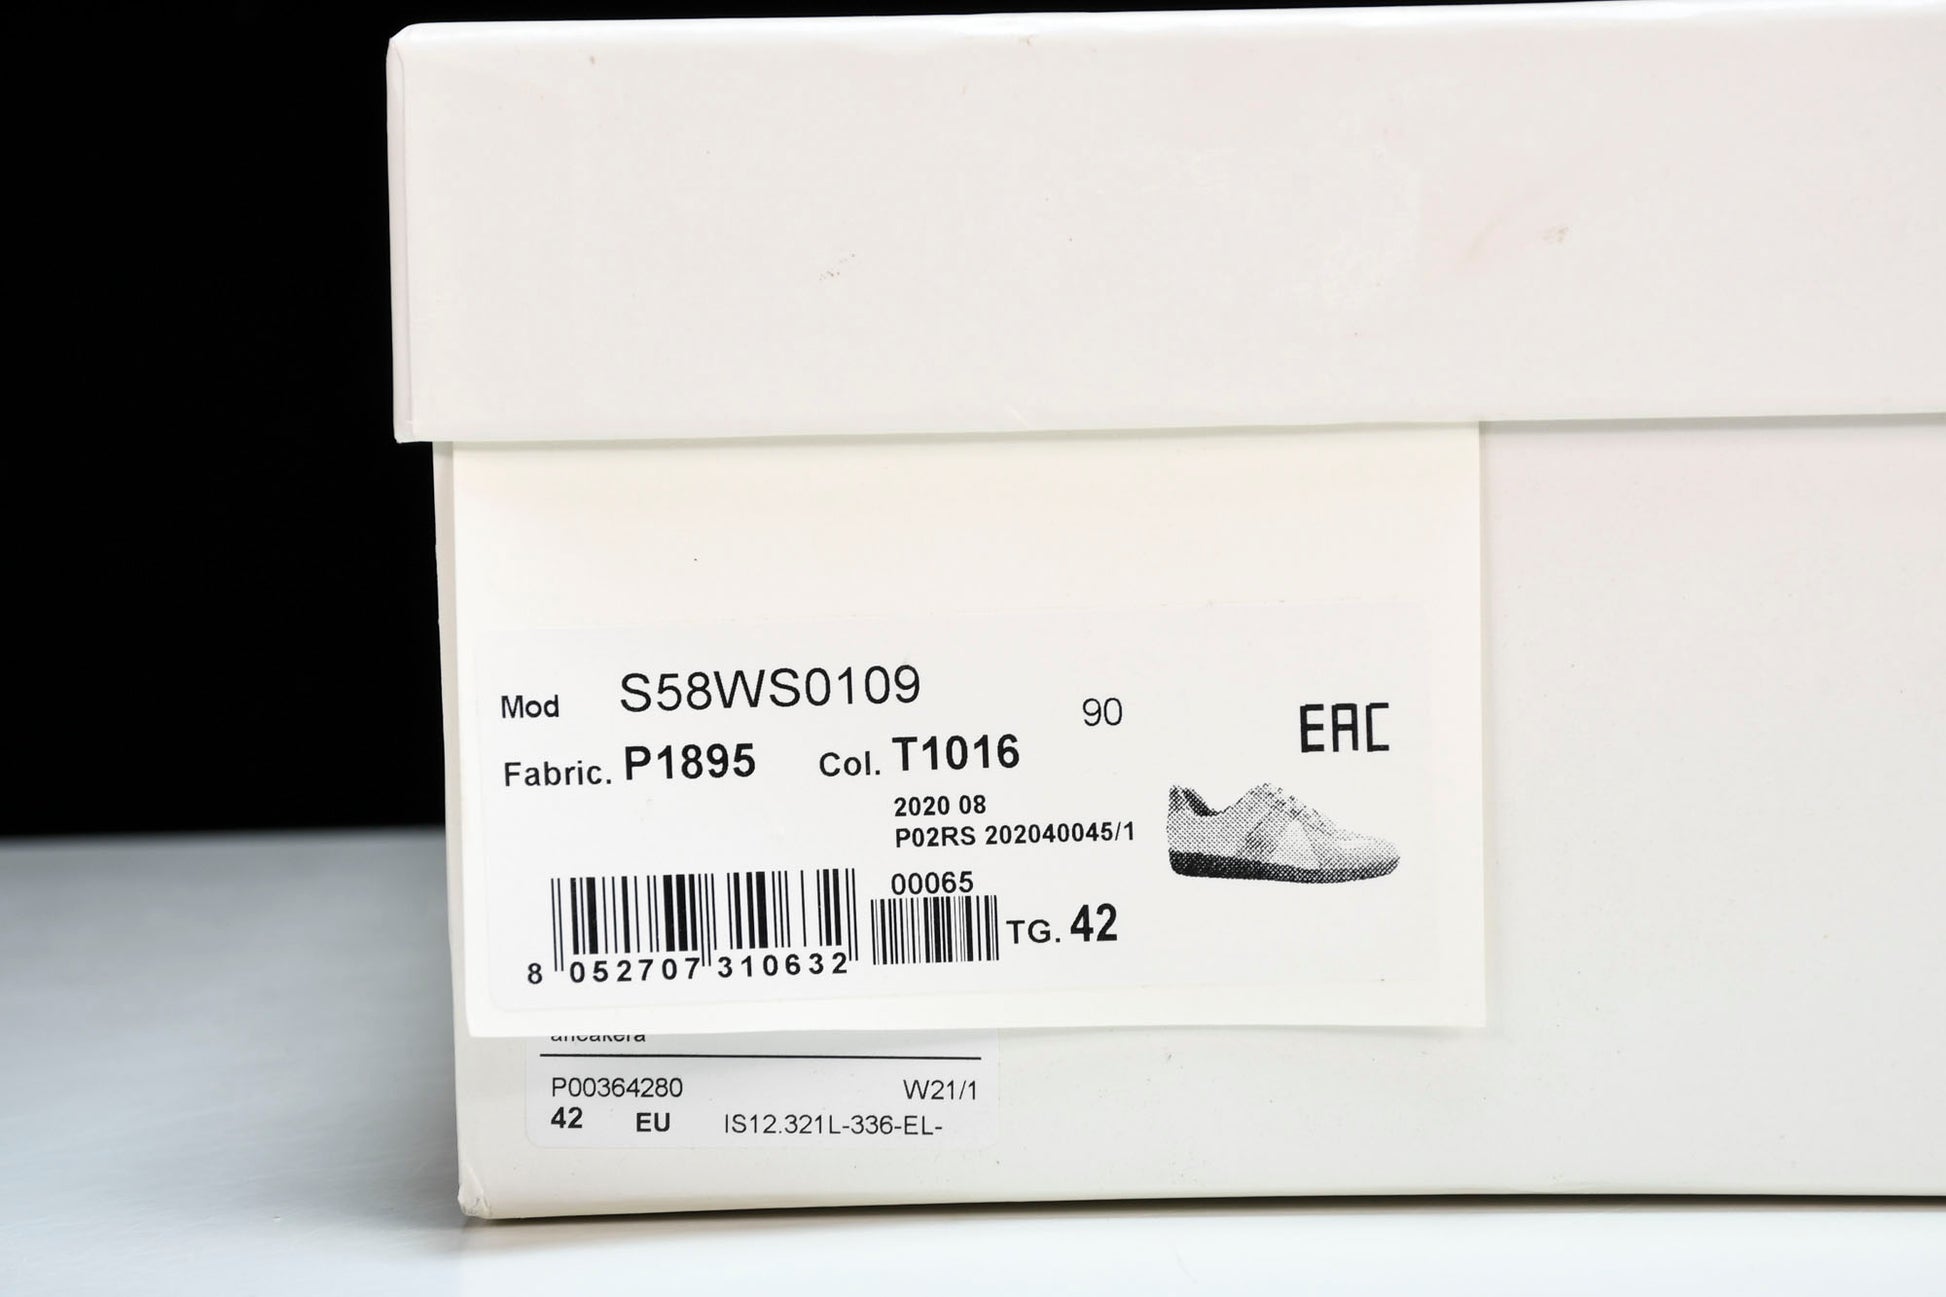 Mod S58WS0109 90 EAC
Fabric. P1895 Col. T1016
2020 08
P02RS 202040045/1
00065
TG. 42
8 052707 310632
P00364280 W21/1
42 EU IS12.321L-336-EL-